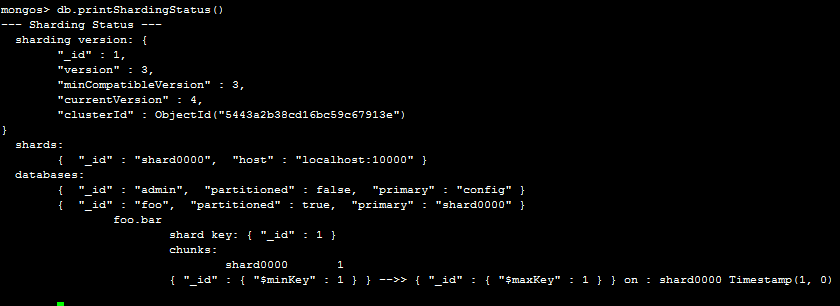 mongos> db.printShardingStatus()
--- Sharding Status ---
  sharding version: {
        "_id" : 1,
        "version" : 3,
        "minCompatibleVersion" : 3,
        "currentVersion" : 4,
        "clusterId" : ObjectId("5443a2b38cd16bc59c67913e")
}
  shards:
        {  "_id" : "shard0000",  "host" : "localhost:10000" }
  databases:
        {  "_id" : "admin",  "partitioned" : false,  "primary" : "config" }
        {  "_id" : "foo",  "partitioned" : true,  "primary" : "shard0000" }
                foo.bar
                        shard key: { "_id" : 1 }
                        chunks:
                                shard0000       1
                        { "_id" : { "$minKey" : 1 } } -->> { "_id" : { "$maxKey" : 1 } } on : shard0000 Timestamp(1, 0)